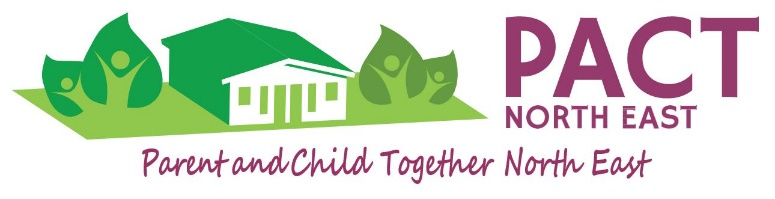 PACT
NORTH EAST
Parent and Child Together North East